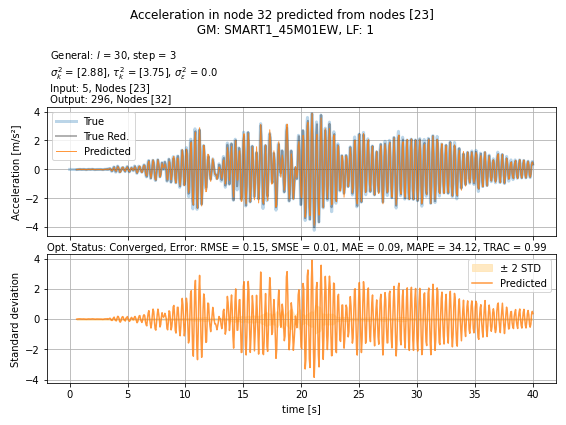 Acceleration in node 32 predicted from nodes [23]
GM: SMART1_45M01EW, LF: 1
General: l = 30, step = 3
σ²ₖ = [2.88], τ²ₖ = [3.75], σ²ₑ = 0.0
Input: 5, Nodes [23]
Output: 296, Nodes [32]
Acceleration [m/s²]
4
2
0
−2
−4
True
True Red.
Predicted
Opt. Status: Converged, Error: RMSE = 0.15, SMSE = 0.01, MAE = 0.09, MAPE = 34.12, TRAC = 0.99
Standard deviation
4
2
0
−2
−4
± 2 STD
Predicted
0 5 10 15 20 25 30 35 40
time [s]